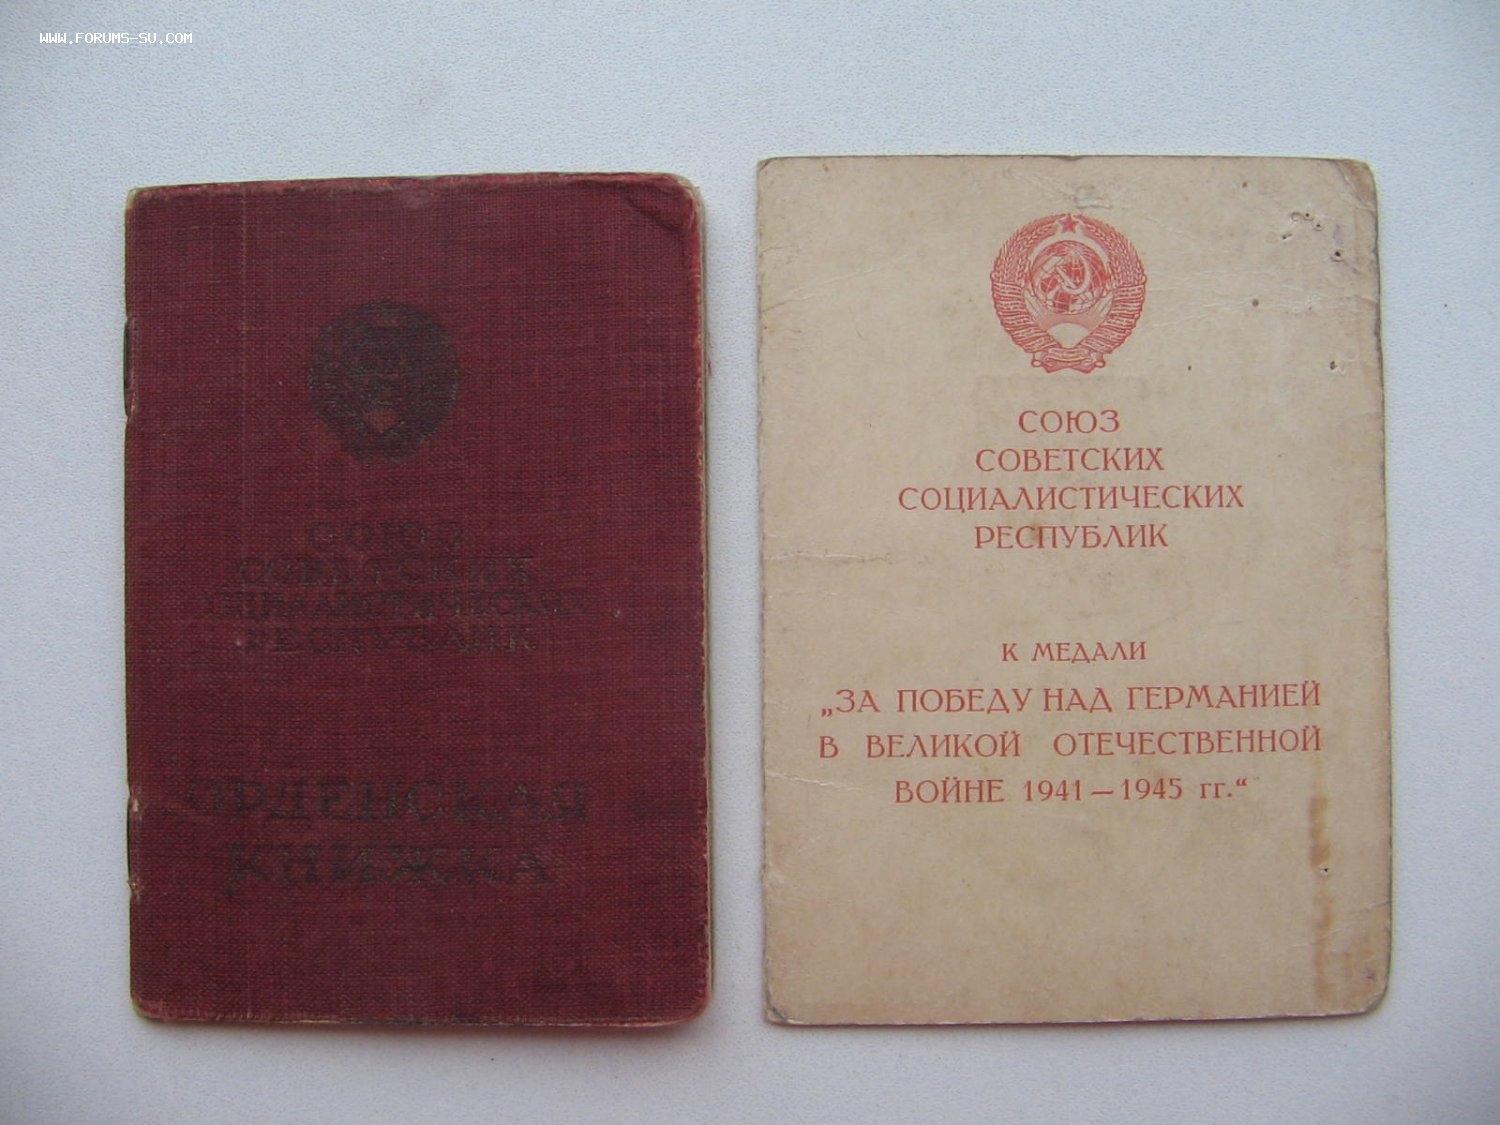 WWW.FORUMS-SU.COM
СОЮЗ
СОВЕТСКИХ
СОЦИАЛИСТИЧЕСКИХ
РЕСПУБЛИК
ОРДЕНСКАЯ
КНИЖКА
СОЮЗ
СОВЕТСКИХ
СОЦИАЛИСТИЧЕСКИХ
РЕСПУБЛИК
К МЕДАЛИ
„ЗА ПОБЕДУ НАД ГЕРМАНИЕЙ
В ВЕЛИКОЙ ОТЕЧЕСТВЕННОЙ
ВОЙНЕ 1941 — 1945 гг.“